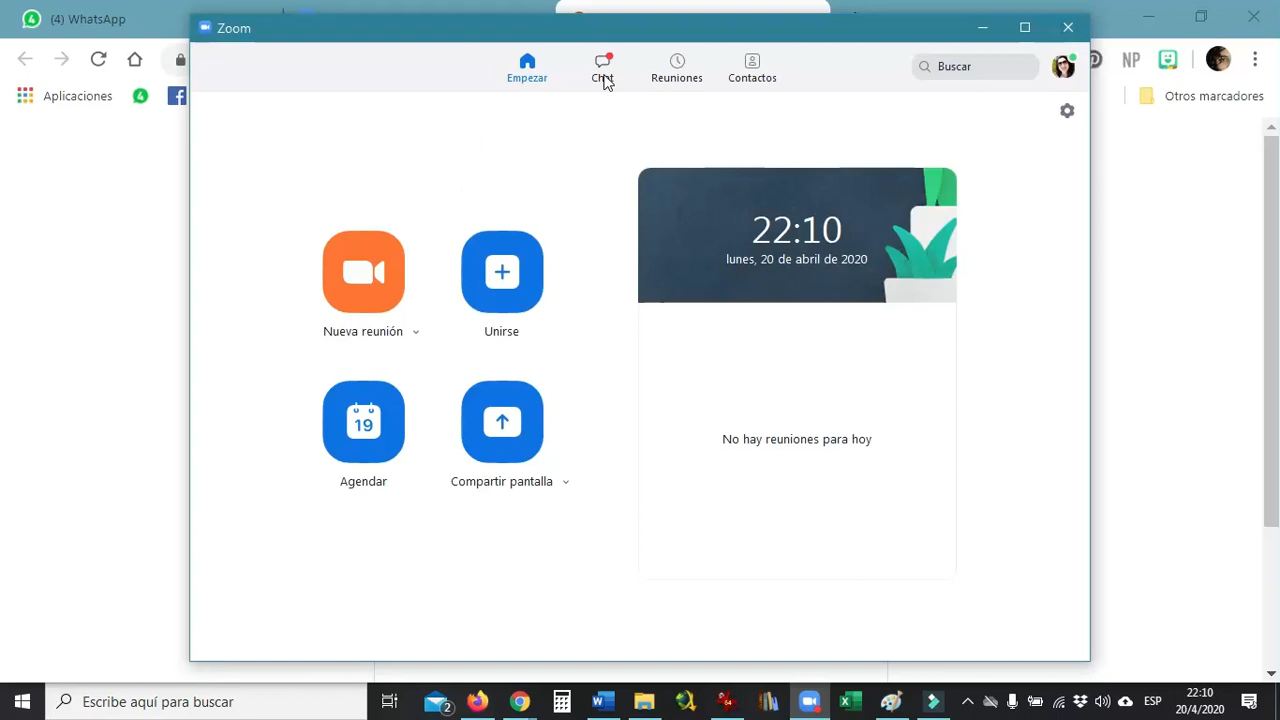 (4) WhatsApp
Zoom
Empezar
Chat
Reuniones
Contactos
Buscar
NP
Aplicaciones
Otros marcadores
22:10
lunes, 20 de abril de 2020
Nueva reunión
Unirse
19
Agendar
Compartir pantalla
No hay reuniones para hoy
Escribe aquí para buscar
2
ESP
22:10
20/4/2020